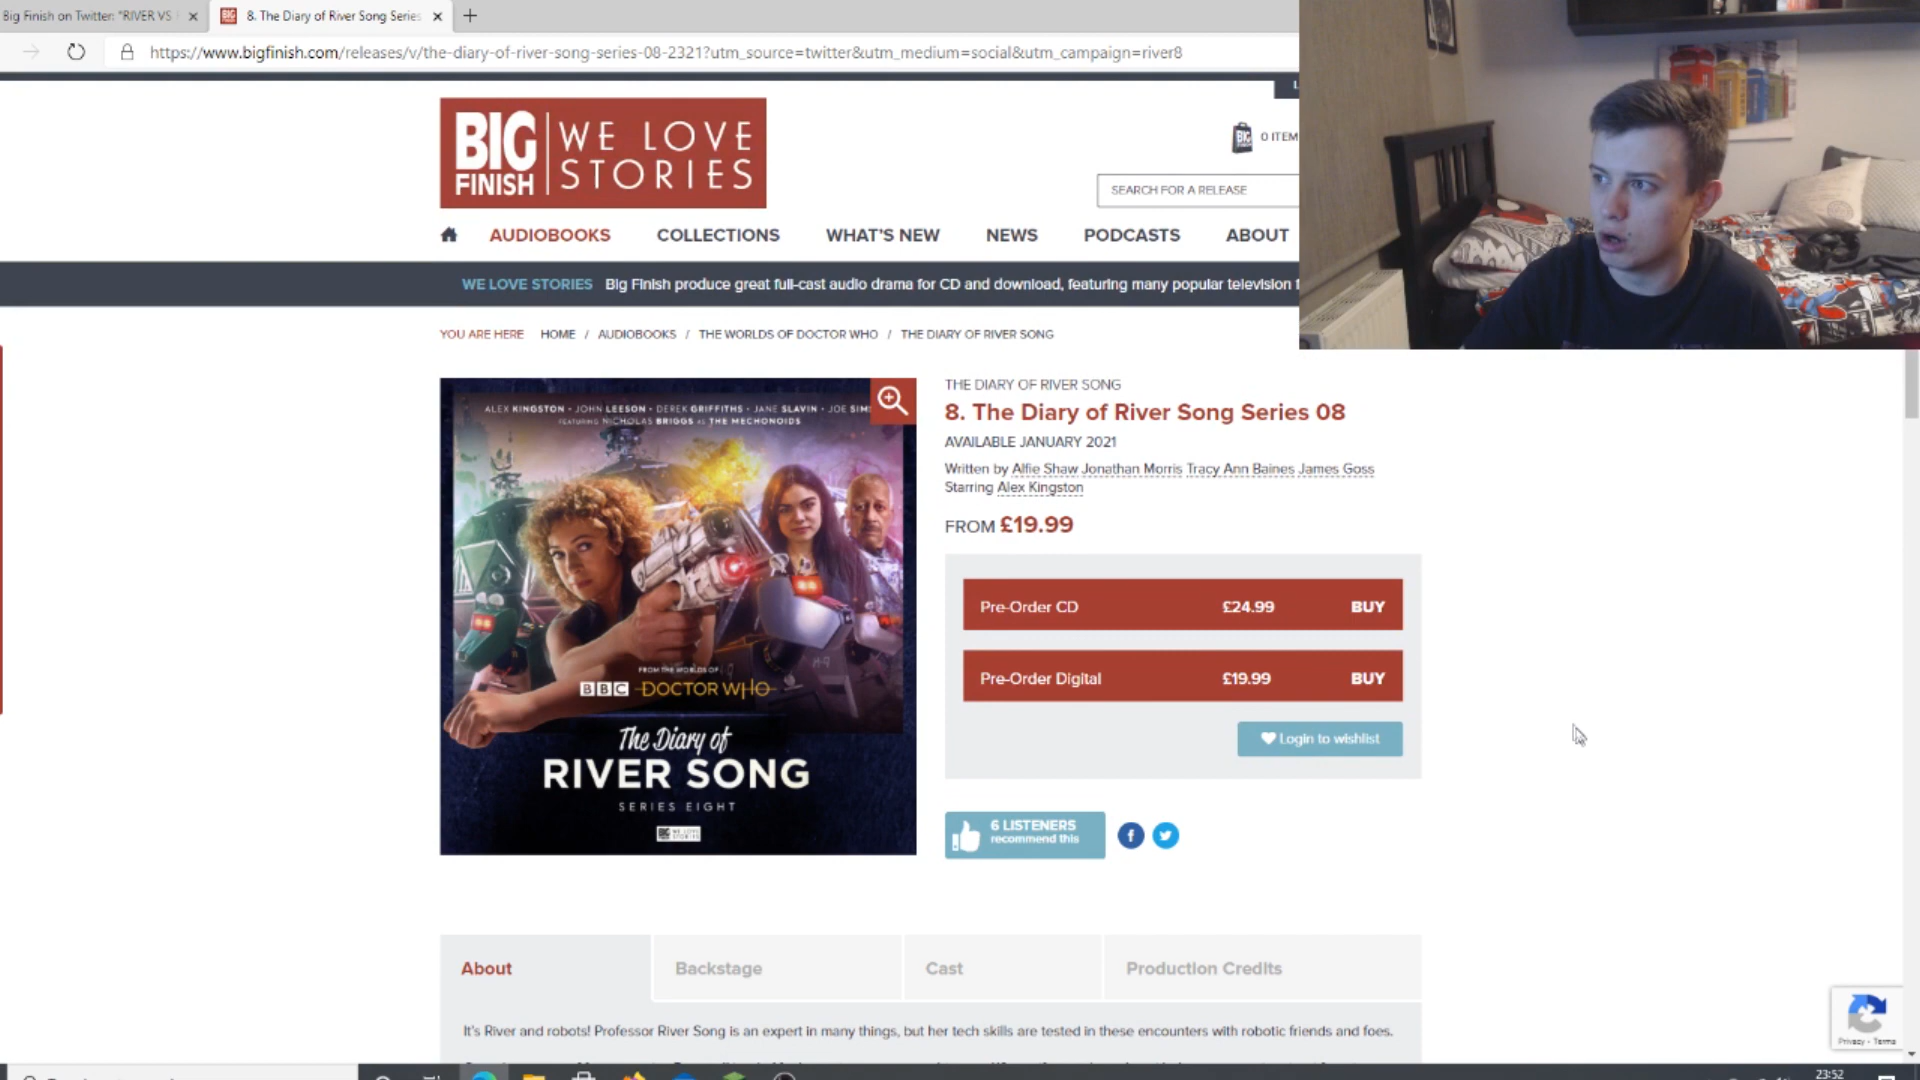 Big Finish on Twitter: "RIVER VS
8. The Diary of River Song Series
https://www.bigfinish.com/releases/v/the-diary-of-river-song-series-08-2321?utm_source=twitter&utm_medium=social&utm_campaign=river8
BIG FINISH
WE LOVE STORIES
0 ITEM
SEARCH FOR A RELEASE
AUDIOBOOKS COLLECTIONS WHAT'S NEW NEWS PODCASTS ABOUT
WE LOVE STORIES Big Finish produce great full-cast audio drama for CD and download, featuring many popular television
YOU ARE HERE HOME / AUDIOBOOKS / THE WORLDS OF DOCTOR WHO / THE DIARY OF RIVER SONG
ALEX KINGSTON • JOHN LEESON • DEREK GRIFFITHS • JANE SLAVIN • JOE SIM
FEATURING NICHOLAS BRIGGS AS THE MECHONOIDS
FROM THE WORLDS OF
BBC DOCTOR WHO
The Diary of
RIVER SONG
SERIES EIGHT
BIG FINISH WE LOVE STORIES
THE DIARY OF RIVER SONG
8. The Diary of River Song Series 08
AVAILABLE JANUARY 2021
Written by Alfie Shaw Jonathan Morris Tracy Ann Baines James Goss
Starring Alex Kingston
FROM £19.99
Pre-Order CD £24.99 BUY
Pre-Order Digital £19.99 BUY
Login to wishlist
6 LISTENERS
recommend this
About Backstage Cast Production Credits
It's River and robots! Professor River Song is an expert in many things, but her tech skills are tested in these encounters with robotic friends and foes.
Privacy - Terms
23:52